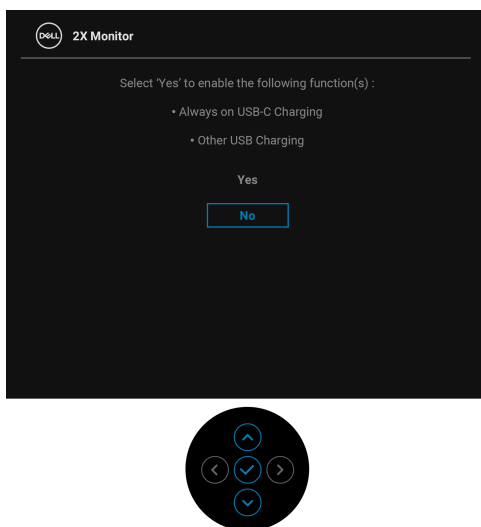 DELL
2X Monitor
Select ‘Yes’ to enable the following function(s) :
• Always on USB-C Charging
• Other USB Charging
Yes
No